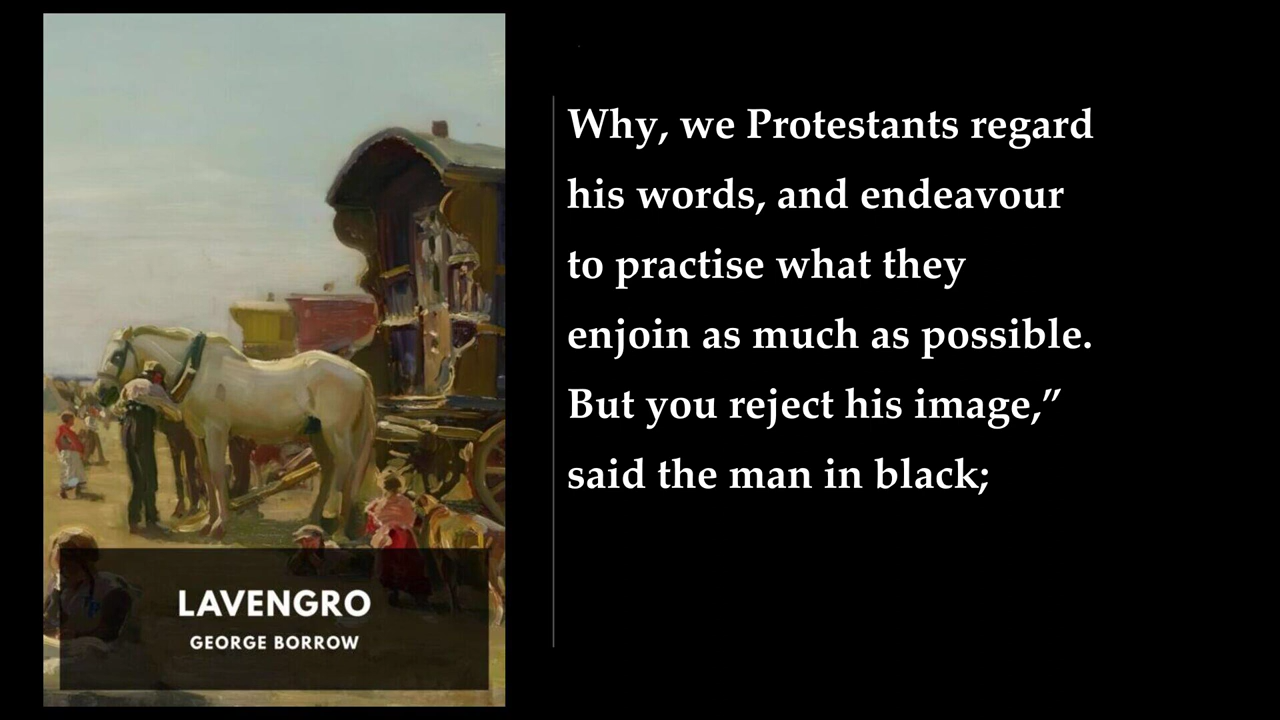 LAVENGRO
GEORGE BORROW
Why, we Protestants regard
his words, and endeavour
to practise what they
enjoin as much as possible.
But you reject his image,”
said the man in black;